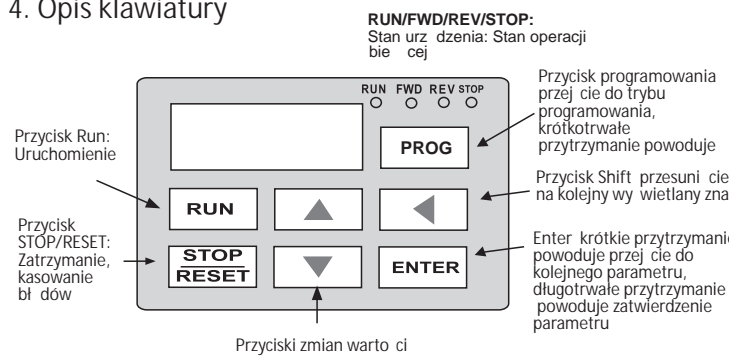 4. Opis klawiatury
RUN/FWD/REV/STOP:
Stan urz dzenia: Stan operacji
bie cej
RUN FWD REV STOP
Przycisk programowania
przej cie do trybu
programowania,
krótkotrwałe
przytrzymanie powoduje
PROG
Przycisk Run:
Uruchomienie
Przycisk Shift przesuni cie
na kolejny wy wietlany zna
RUN
Przycisk
STOP/RESET:
Zatrzymanie,
kasowanie
bł dów
STOP
RESET
ENTER
Enter krótkie przytrzymanie
powoduje przej cie do
kolejnego parametru,
długotrwałe przytrzymanie
powoduje zatwierdzenie
parametru
Przyciski zmian warto ci